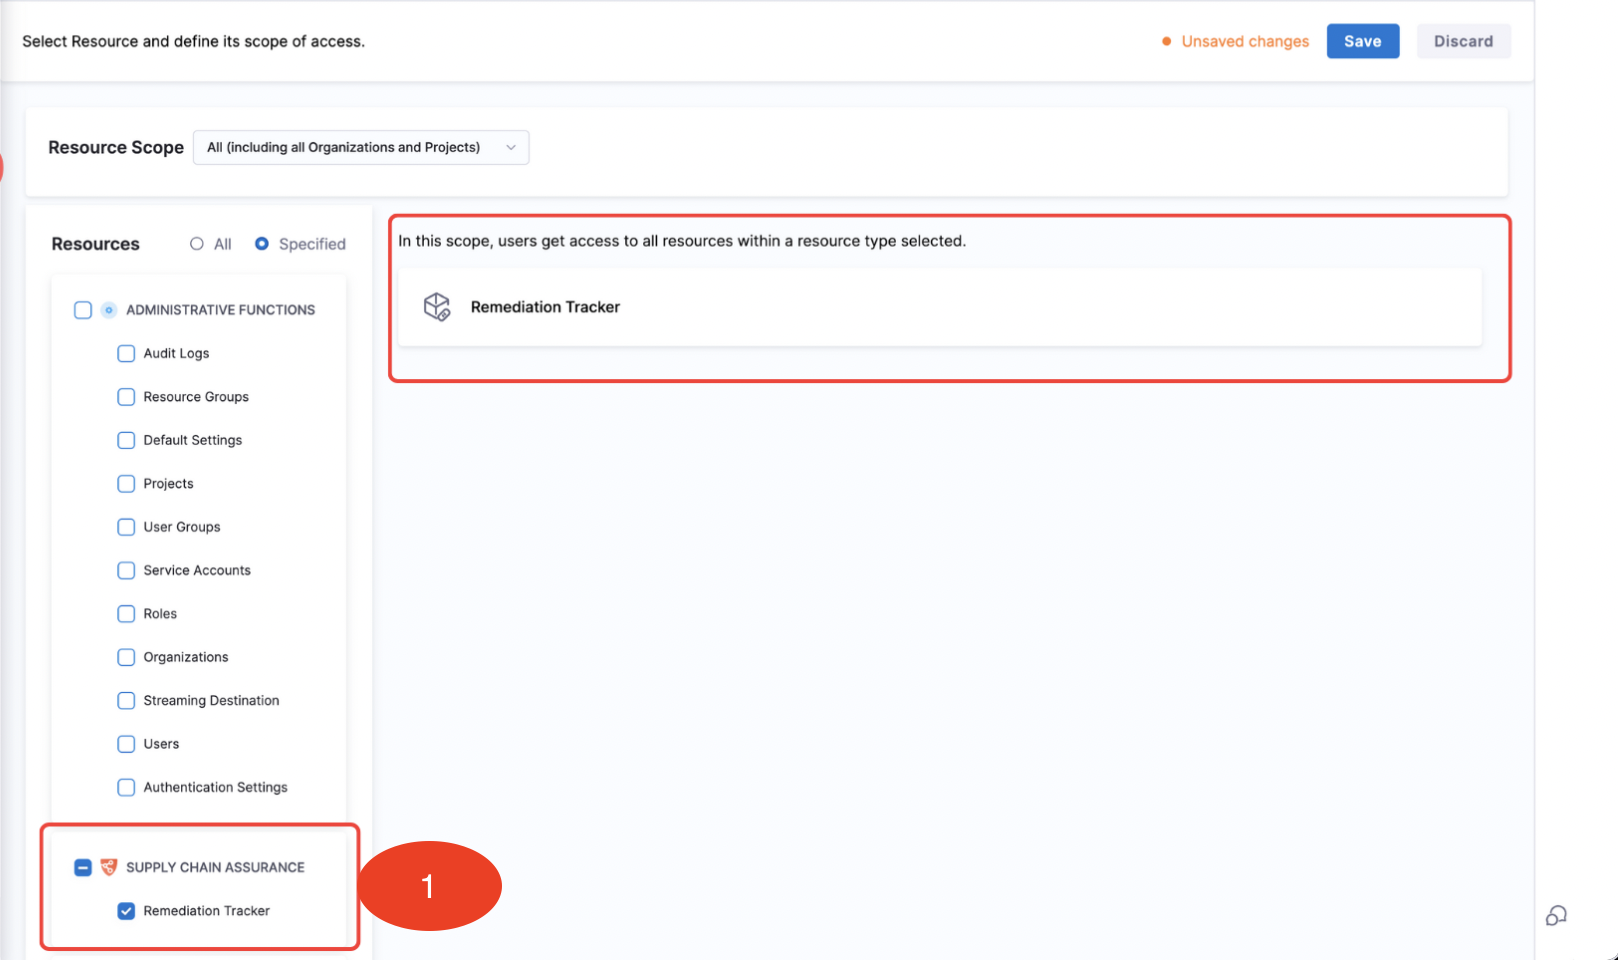 Select Resource and define its scope of access.
Unsaved changes
Save
Discard
Resource Scope
All (including all Organizations and Projects)
Resources
All
Specified
In this scope, users get access to all resources within a resource type selected.
Remediation Tracker
ADMINISTRATIVE FUNCTIONS
Audit Logs
Resource Groups
Default Settings
Projects
User Groups
Service Accounts
Roles
Organizations
Streaming Destination
Users
Authentication Settings
SUPPLY CHAIN ASSURANCE
Remediation Tracker
1